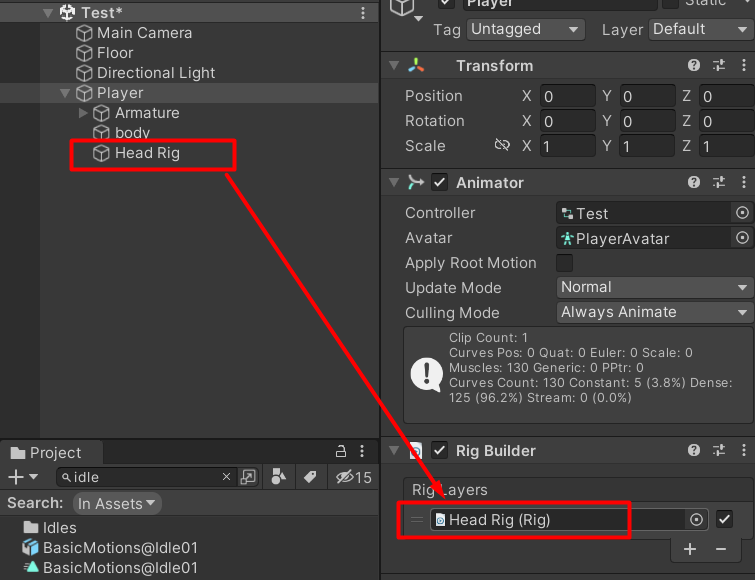 Test*
Main Camera
Floor
Directional Light
Player
Armature
body
Head Rig
Project
idle
15
Search: In Assets
Idles
BasicMotions@Idle01
BasicMotions@Idle01
Player Static
Tag Untagged Layer Default
Transform
Position X 0 Y 0 Z 0
Rotation X 0 Y 0 Z 0
Scale X 1 Y 1 Z 1
Animator
Controller Test
Avatar PlayerAvatar
Apply Root Motion
Update Mode Normal
Culling Mode Always Animate
Clip Count: 1
Curves Pos: 0 Quat: 0 Euler: 0 Scale: 0
Muscles: 130 Generic: 0 PPtr: 0
Curves Count: 130 Constant: 5 (3.8%) Dense:
125 (96.2%) Stream: 0 (0.0%)
Rig Builder
Rig Layers
Head Rig (Rig)